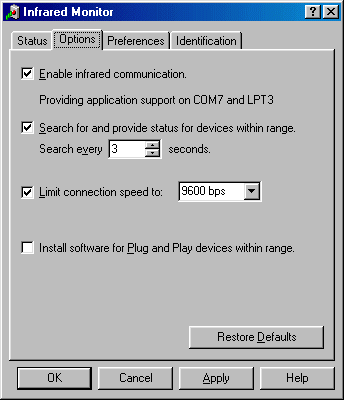 Infrared Monitor
Status Options Preferences Identification
Enable infrared communication.
Providing application support on COM7 and LPT3
Search for and provide status for devices within range.
Search every 3 seconds.
Limit connection speed to: 9600 bps
Install software for Plug and Play devices within range.
Restore Defaults
OK Cancel Apply Help